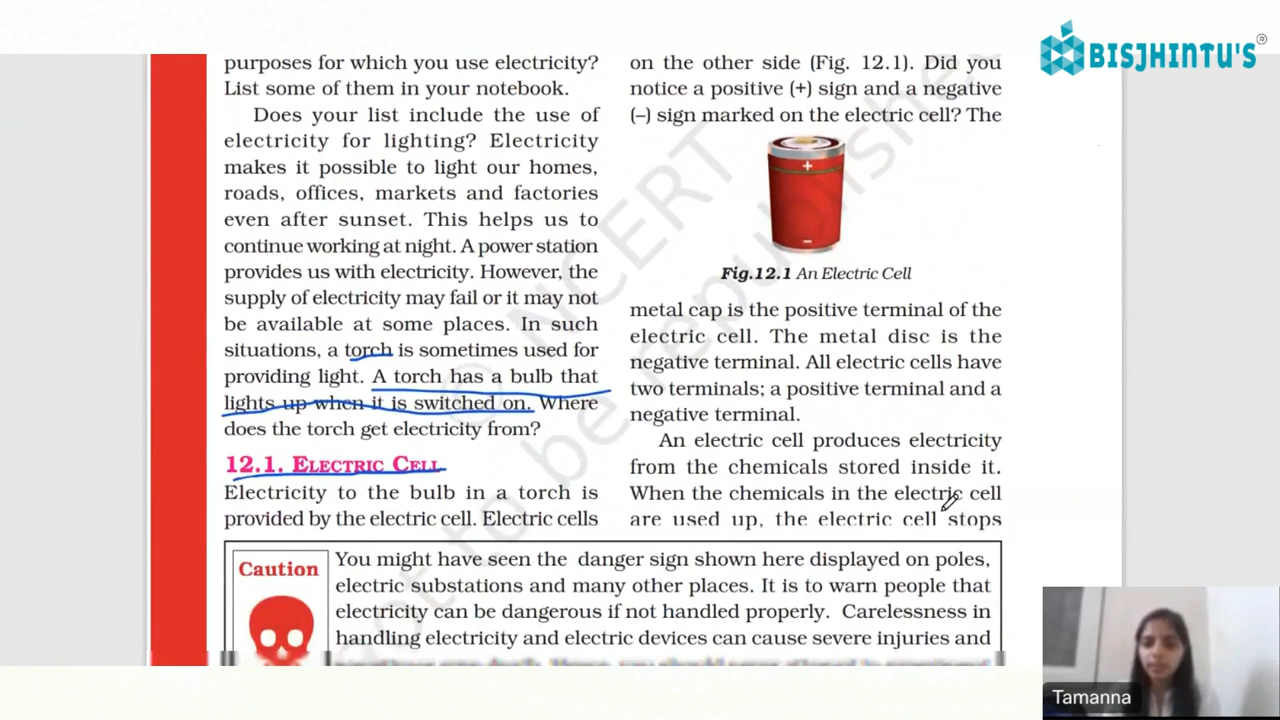 BISJHINTU'S
®
purposes for which you use electricity?
List some of them in your notebook.
Does your list include the use of
electricity for lighting? Electricity
makes it possible to light our homes,
roads, offices, markets and factories
even after sunset. This helps us to
continue working at night. A power station
provides us with electricity. However, the
supply of electricity may fail or it may not
be available at some places. In such
situations, a torch is sometimes used for
providing light. A torch has a bulb that
lights up when it is switched on. Where
does the torch get electricity from?
12.1. ELECTRIC CELL
Electricity to the bulb in a torch is
provided by the electric cell. Electric cells
on the other side (Fig. 12.1). Did you
notice a positive (+) sign and a negative
(–) sign marked on the electric cell? The
+
–
Fig.12.1 An Electric Cell
metal cap is the positive terminal of the
electric cell. The metal disc is the
negative terminal. All electric cells have
two terminals; a positive terminal and a
negative terminal.
An electric cell produces electricity
from the chemicals stored inside it.
When the chemicals in the electric cell
are used up, the electric cell stops
Caution
You might have seen the danger sign shown here displayed on poles,
electric substations and many other places. It is to warn people that
electricity can be dangerous if not handled properly. Carelessness in
handling electricity and electric devices can cause severe injuries and
© NCERT
not to be republishe
Tamanna